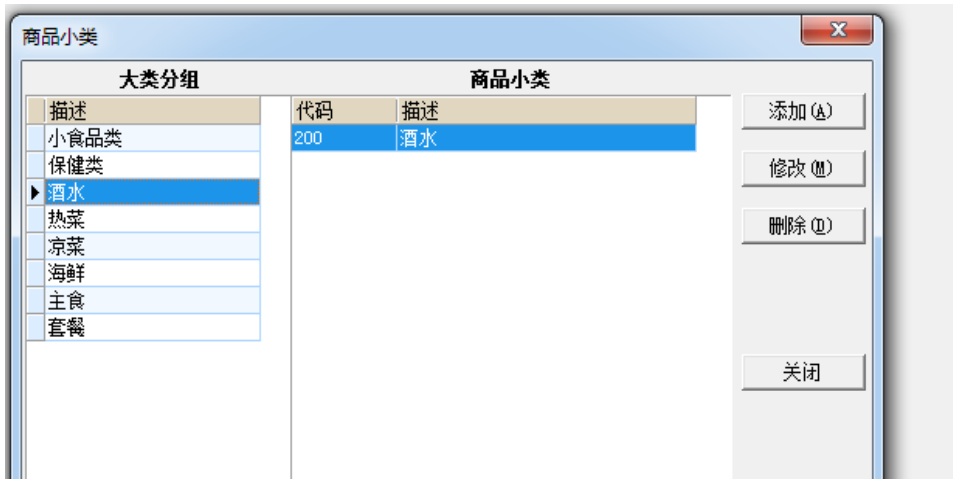 商品小类
大类分组
商品小类
描述
代码 描述
添加(A)
小食品类
200 酒水
保健类
修改(M)
酒水
热菜
删除(D)
凉菜
海鲜
主食
套餐
关闭